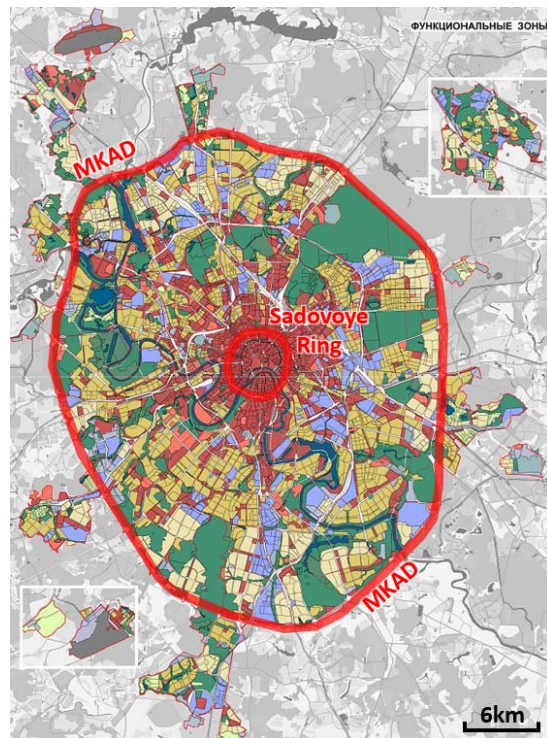 ФУНКЦИОНАЛЬНЫЕ ЗОНЫ
MKAD
Sadovoye
Ring
MKAD
6km